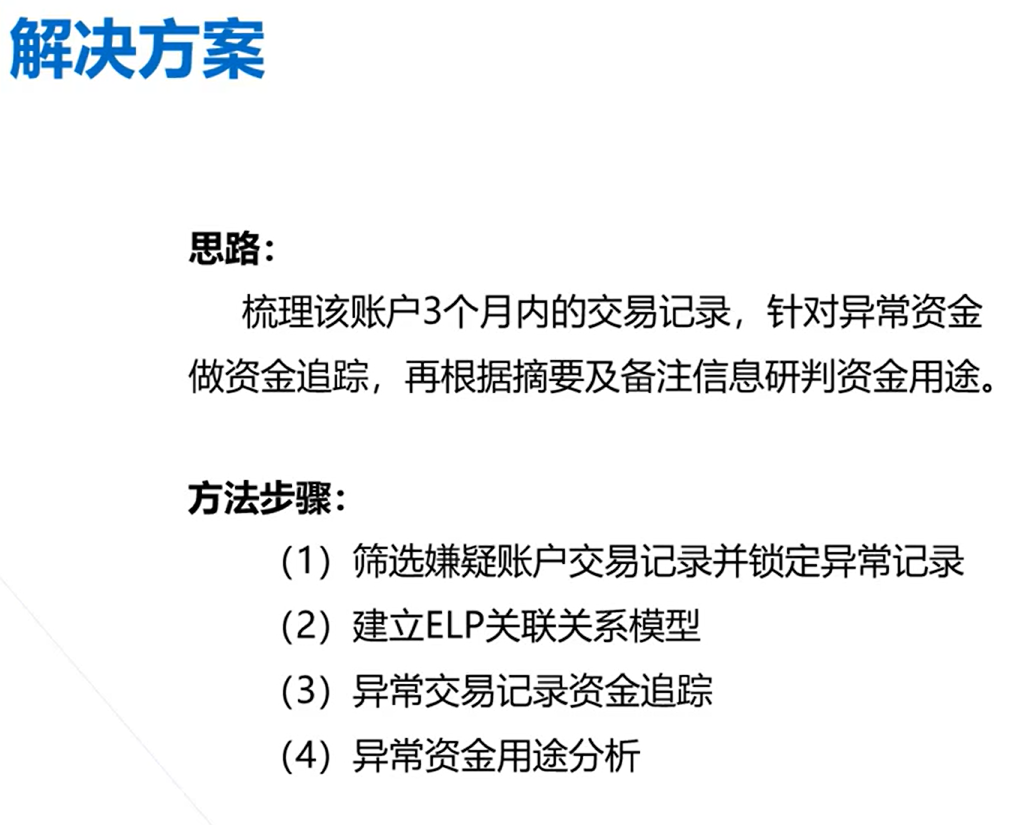 解决方案
思路：
梳理该账户3个月内的交易记录，针对异常资金
做资金追踪，再根据摘要及备注信息研判资金用途。
方法步骤：
（1）筛选嫌疑账户交易记录并锁定异常记录
（2）建立ELP关联关系模型
（3）异常交易记录资金追踪
（4）异常资金用途分析